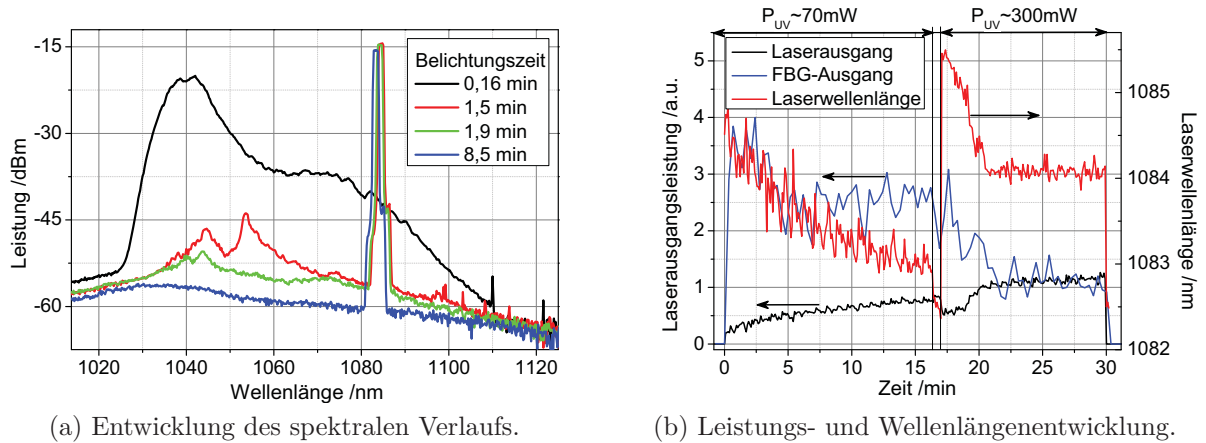 -15
-30
-45
-60
1020
1040
1060
1080
1100
1120
Leistung /dBm
Wellenlänge /nm
Belichtungszeit
0,16 min
1,5 min
1,9 min
8,5 min
(a) Entwicklung des spektralen Verlaufs.
P_UV~70mW
P_UV~300mW
Laserausgang
FBG-Ausgang
Laserwellenlänge
5
4
3
2
1
0
Laserausgangsleistung /a.u.
0
5
10
15
20
25
30
Zeit /min
1085
1084
1083
1082
Laserwellenlänge /nm
(b) Leistungs- und Wellenlängenentwicklung.